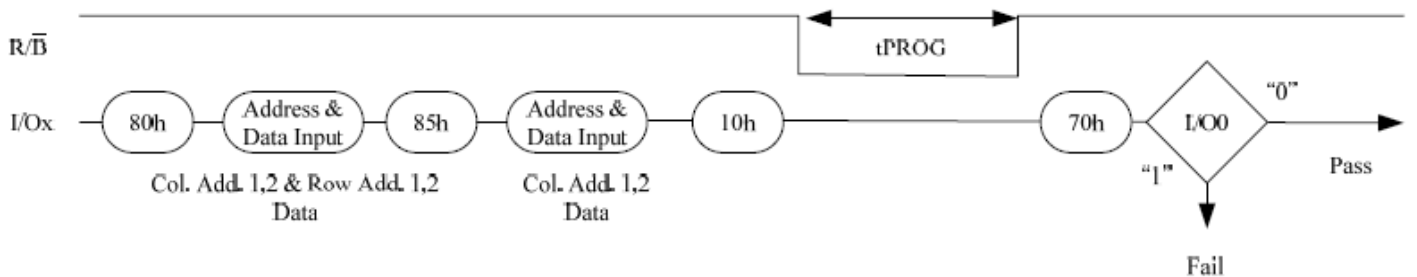 R/B̅
tPROG
I/Ox
80h
Address &
Data Input
85h
Address &
Data Input
10h
70h
I/O0
“0”
“1”
Pass
Fail
Col. Add. 1,2 & Row Add. 1,2
Data
Col. Add. 1,2
Data